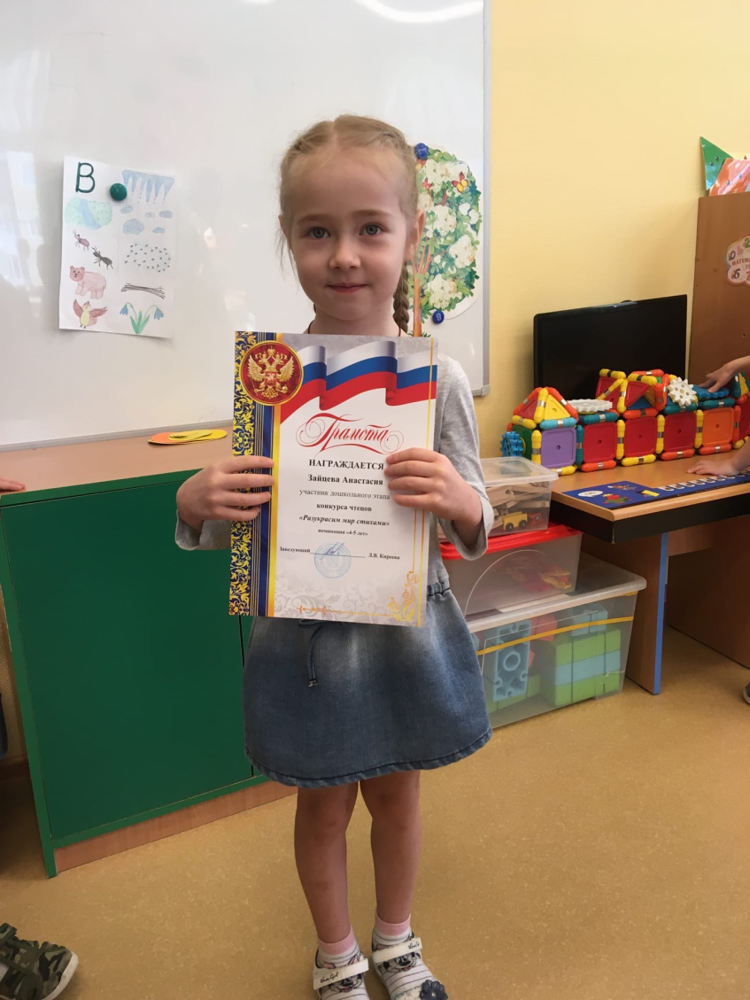 В
Грамота
НАГРАЖДАЕТСЯ
Зайцева Анастасия
участник дошкольного этапа
конкурса чтецов
«Разукрасим мир стихами»
номинация «4-5 лет»
Заведующий Л.В. Киреева